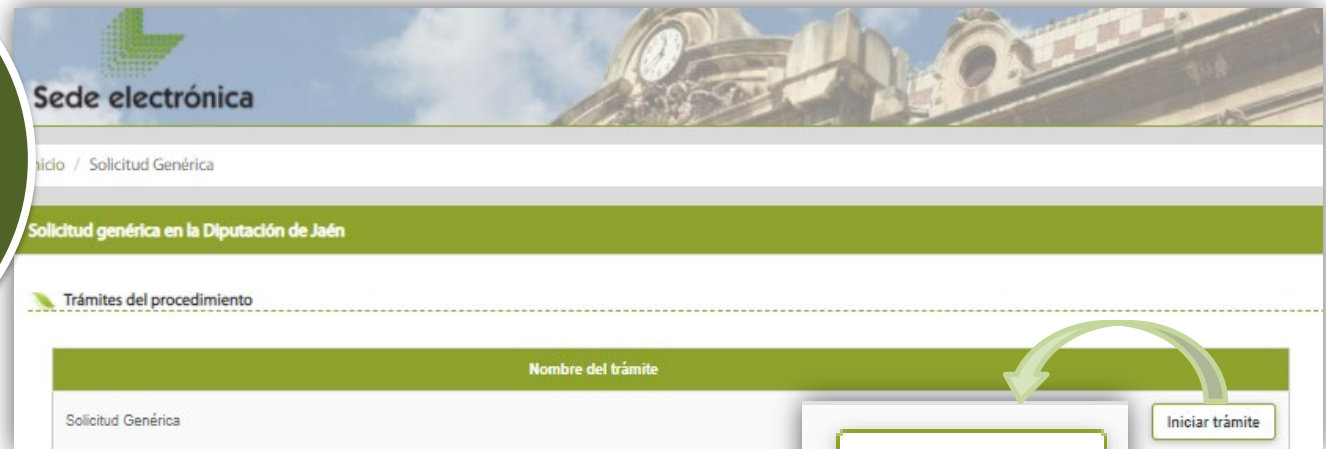 Sede electrónica
nicio / Solicitud Genérica
Solicitud genérica en la Diputación de Jaén
Trámites del procedimiento
Nombre del trámite
Solicitud Genérica
Iniciar trámite